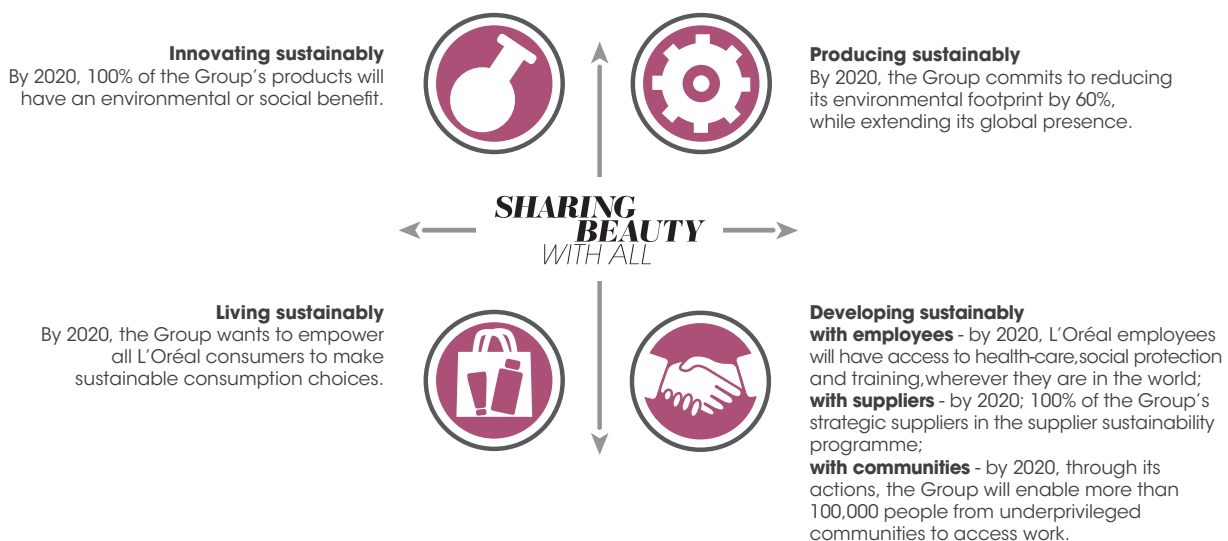 Innovating sustainably
By 2020, 100% of the Group's products will
have an environmental or social benefit.
Producing sustainably
By 2020, the Group commits to reducing
its environmental footprint by 60%,
while extending its global presence.
SHARING
BEAUTY
WITH ALL
Living sustainably
By 2020, the Group wants to empower
all L'Oréal consumers to make
sustainable consumption choices.
Developing sustainably
with employees - by 2020, L'Oréal employees
will have access to health-care,social protection
and training,wherever they are in the world;
with suppliers - by 2020; 100% of the Group's
strategic suppliers in the supplier sustainability
programme;
with communities - by 2020, through its
actions, the Group will enable more than
100,000 people from underprivileged
communities to access work.